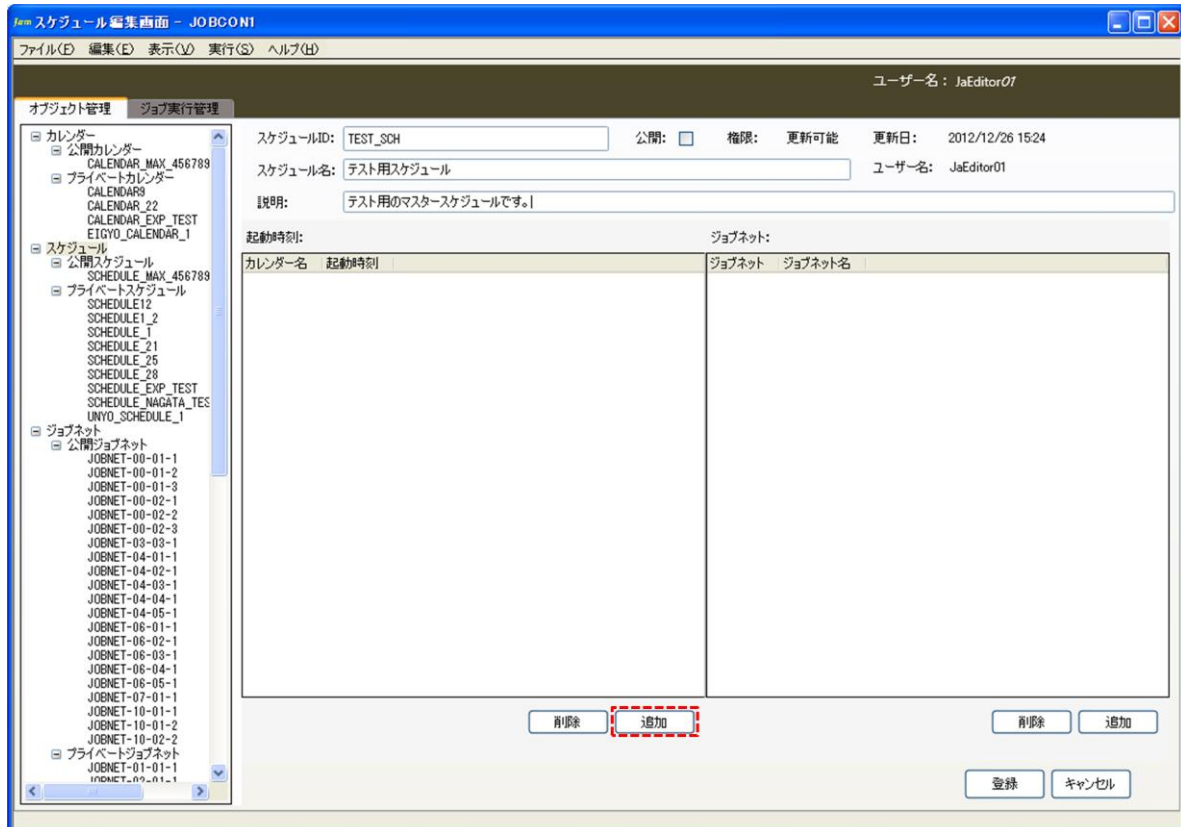 Jam スケジュール編集画面 - JOBCON1
ファイル(F) 編集(E) 表示(V) 実行(S) ヘルプ(H)
ユーザー名: JaEditor01
オブジェクト管理 ジョブ実行管理
カレンダー
公開カレンダー
CALENDAR_MAX_456789
プライベートカレンダー
CALENDAR9
CALENDAR_22
CALENDAR_EXP_TEST
EIGYO_CALENDAR_1
スケジュール
公開スケジュール
SCHEDULE_MAX_456789
プライベートスケジュール
SCHEDULE12
SCHEDULE1_2
SCHEDULE_1
SCHEDULE_21
SCHEDULE_25
SCHEDULE_28
SCHEDULE_EXP_TEST
SCHEDULE_NAGATA_TES
UNYO_SCHEDULE_1
ジョブネット
公開ジョブネット
JOBNET-00-01-1
JOBNET-00-01-2
JOBNET-00-01-3
JOBNET-00-02-1
JOBNET-00-02-2
JOBNET-00-02-3
JOBNET-03-03-1
JOBNET-04-01-1
JOBNET-04-02-1
JOBNET-04-03-1
JOBNET-04-04-1
JOBNET-04-05-1
JOBNET-06-01-1
JOBNET-06-02-1
JOBNET-06-03-1
JOBNET-06-04-1
JOBNET-06-05-1
JOBNET-07-01-1
JOBNET-10-01-1
JOBNET-10-01-2
JOBNET-10-02-2
プライベートジョブネット
JOBNET-01-01-1
JOBNET-02-01-1
スケジュールID: TEST_SCH 公開: 権限: 更新可能 更新日: 2012/12/26 15:24
スケジュール名: テスト用スケジュール ユーザー名: JaEditor01
説明: テスト用のマスタースケジュールです。
起動時刻: ジョブネット:
カレンダー名 起動時刻 ジョブネット ジョブネット名
削除 追加 削除 追加
登録 キャンセル